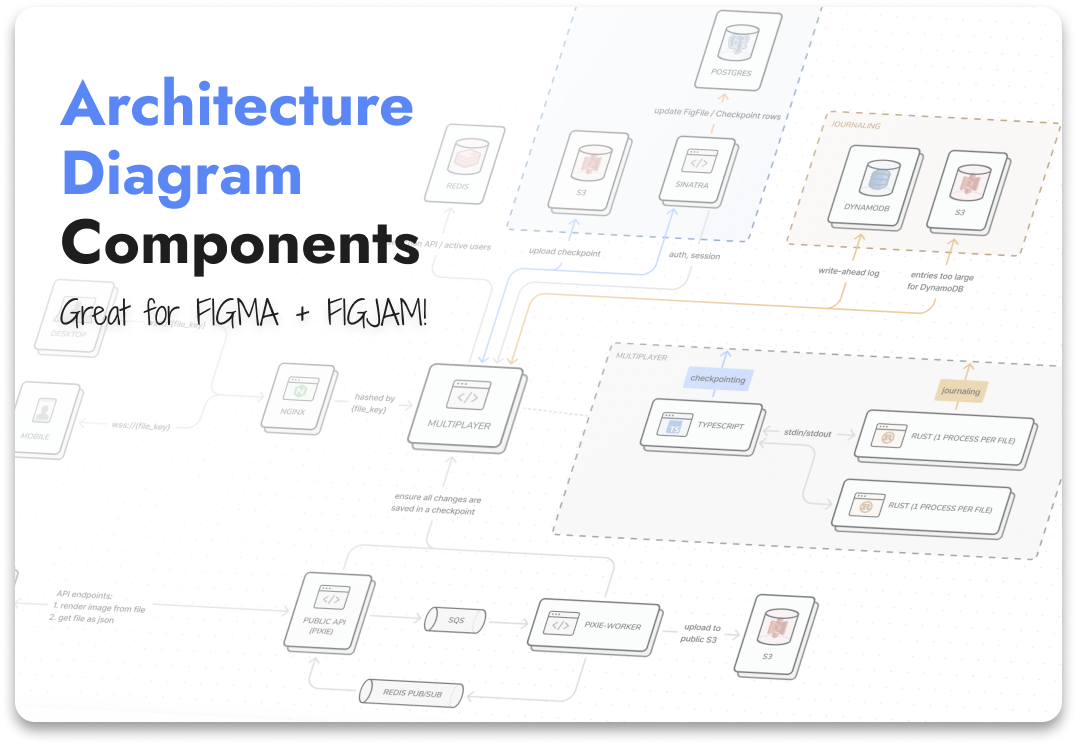 Architecture
Diagram
Components
Great for FIGMA + FIGJAM!
POSTGRES
update FigFile / Checkpoint rows
REDIS
S3
SINATRA
API / active users
upload checkpoint
auth, session
JOURNALING
DYNAMODB
S3
write-ahead log
entries too large
for DynamoDB
DESKTOP
{file_key}
MOBILE
wss://{file_key}
NGINX
hashed by
{file_key}
MULTIPLAYER
MULTIPLAYER
checkpointing
journaling
TS
TYPESCRIPT
stdin/stdout
RUST (1 PROCESS PER FILE)
RUST (1 PROCESS PER FILE)
ensure all changes are
saved in a checkpoint
API endpoints:
1. render image from file
2. get file as json
PUBLIC API
(PIXIE)
SQS
PIXIE-WORKER
upload to
public S3
S3
REDIS PUB/SUB